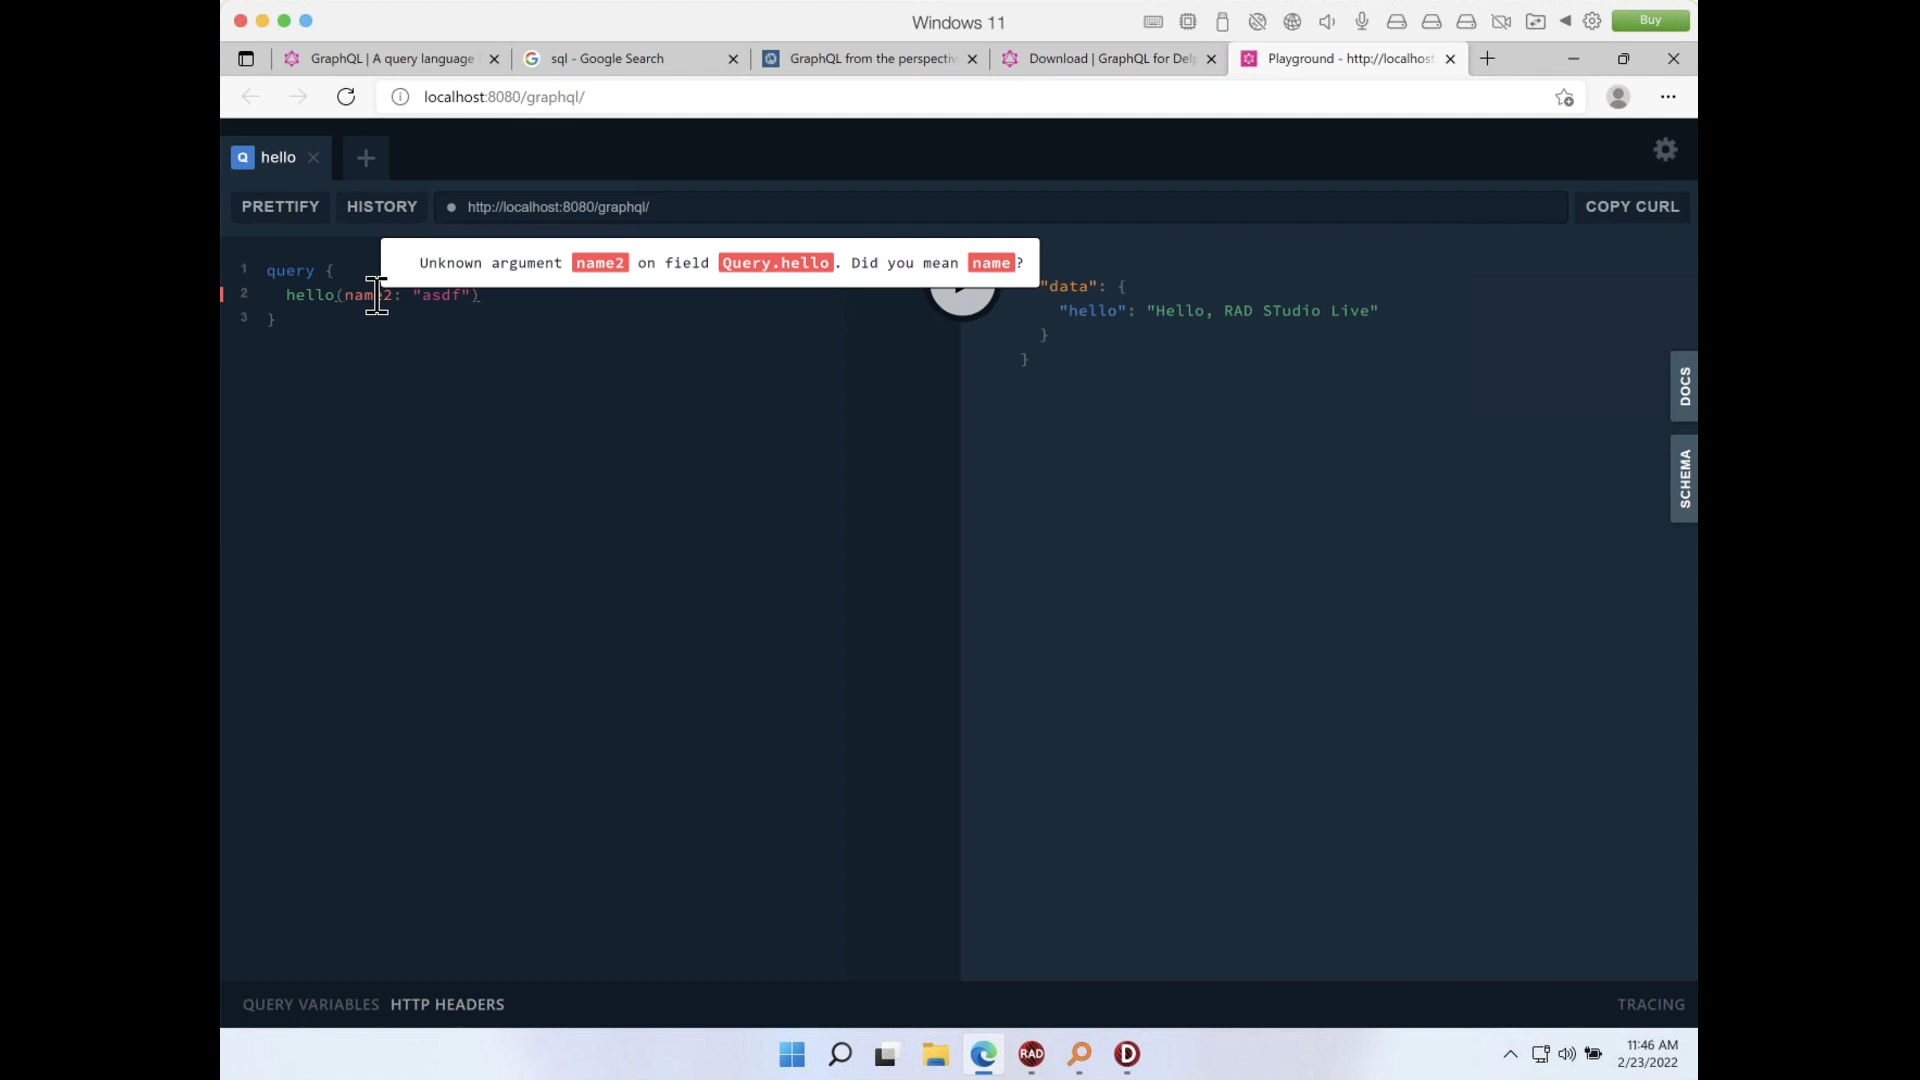 Windows 11
Buy
GraphQL | A query language
sql - Google Search
GraphQL from the perspectiv
Download | GraphQL for Delp
Playground - http://localhost:
localhost:8080/graphql/
Q hello
PRETTIFY
HISTORY
http://localhost:8080/graphql/
COPY CURL
Unknown argument name2 on field Query.hello. Did you mean name?
1 query {
2 hello(name2: "asdf")
3 }
"data": {
"hello": "Hello, RAD STudio Live"
}
}
DOCS
SCHEMA
QUERY VARIABLES
HTTP HEADERS
TRACING
RAD
D
11:46 AM
2/23/2022